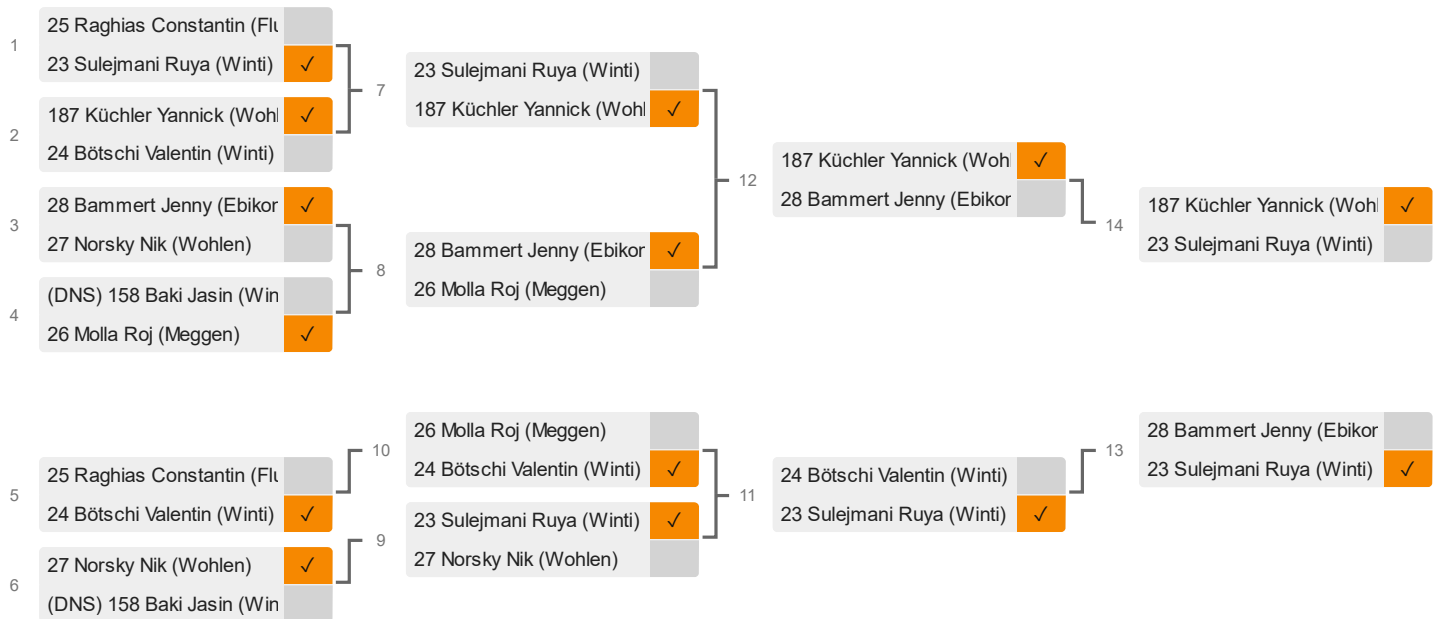 1
25 Raghias Constantin (Flu
23 Sulejmani Ruya (Winti) ✓
2
187 Küchler Yannick (Wohl ✓
24 Bötschi Valentin (Winti)
3
28 Bammert Jenny (Ebikor ✓
27 Norsky Nik (Wohlen)
4
(DNS) 158 Baki Jasin (Win
26 Molla Roj (Meggen) ✓
7
23 Sulejmani Ruya (Winti)
187 Küchler Yannick (Wohl ✓
8
28 Bammert Jenny (Ebikor ✓
26 Molla Roj (Meggen)
12
187 Küchler Yannick (Wohl ✓
28 Bammert Jenny (Ebikor
14
187 Küchler Yannick (Wohl ✓
23 Sulejmani Ruya (Winti)
5
25 Raghias Constantin (Flu
24 Bötschi Valentin (Winti) ✓
6
27 Norsky Nik (Wohlen) ✓
(DNS) 158 Baki Jasin (Win
10
26 Molla Roj (Meggen)
24 Bötschi Valentin (Winti) ✓
9
23 Sulejmani Ruya (Winti) ✓
27 Norsky Nik (Wohlen)
11
24 Bötschi Valentin (Winti)
23 Sulejmani Ruya (Winti) ✓
13
28 Bammert Jenny (Ebikor
23 Sulejmani Ruya (Winti) ✓